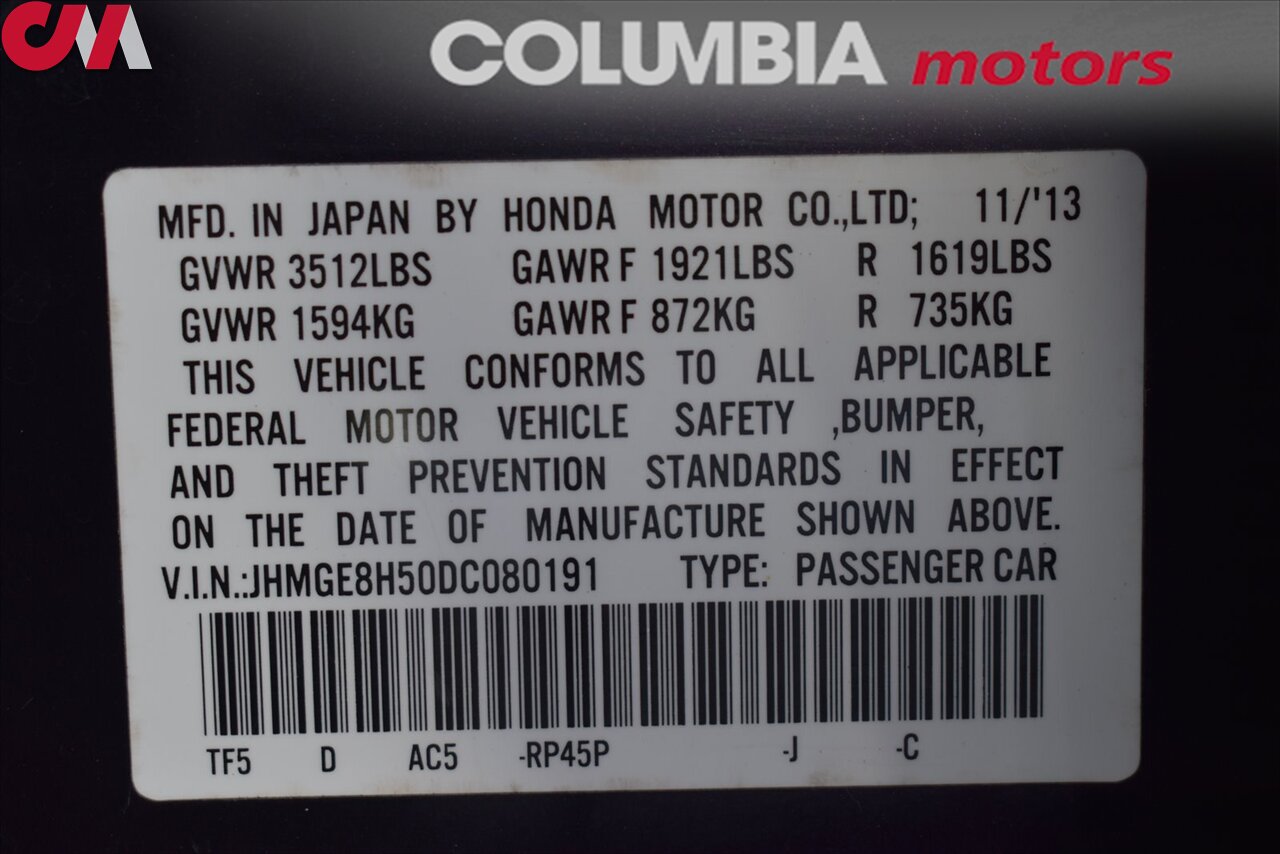 CM
COLUMBIA motors
MFD. IN JAPAN BY HONDA MOTOR CO.,LTD; 11/'13
GVWR 3512LBS GAWR F 1921LBS R 1619LBS
GVWR 1594KG GAWR F 872KG R 735KG
THIS VEHICLE CONFORMS TO ALL APPLICABLE
FEDERAL MOTOR VEHICLE SAFETY ,BUMPER,
AND THEFT PREVENTION STANDARDS IN EFFECT
ON THE DATE OF MANUFACTURE SHOWN ABOVE.
V.I.N.:JHMGE8H50DC080191 TYPE: PASSENGER CAR
TF5 D AC5 -RP45P -J -C